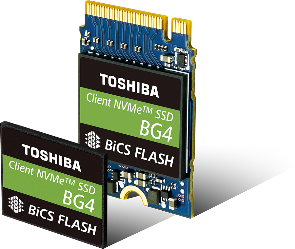 TOSHIBA
Client NVMe™ SSD
BG4
BiCS FLASH
TOSHIBA
Client NVMe™ SSD
BG4
BiCS FLASH